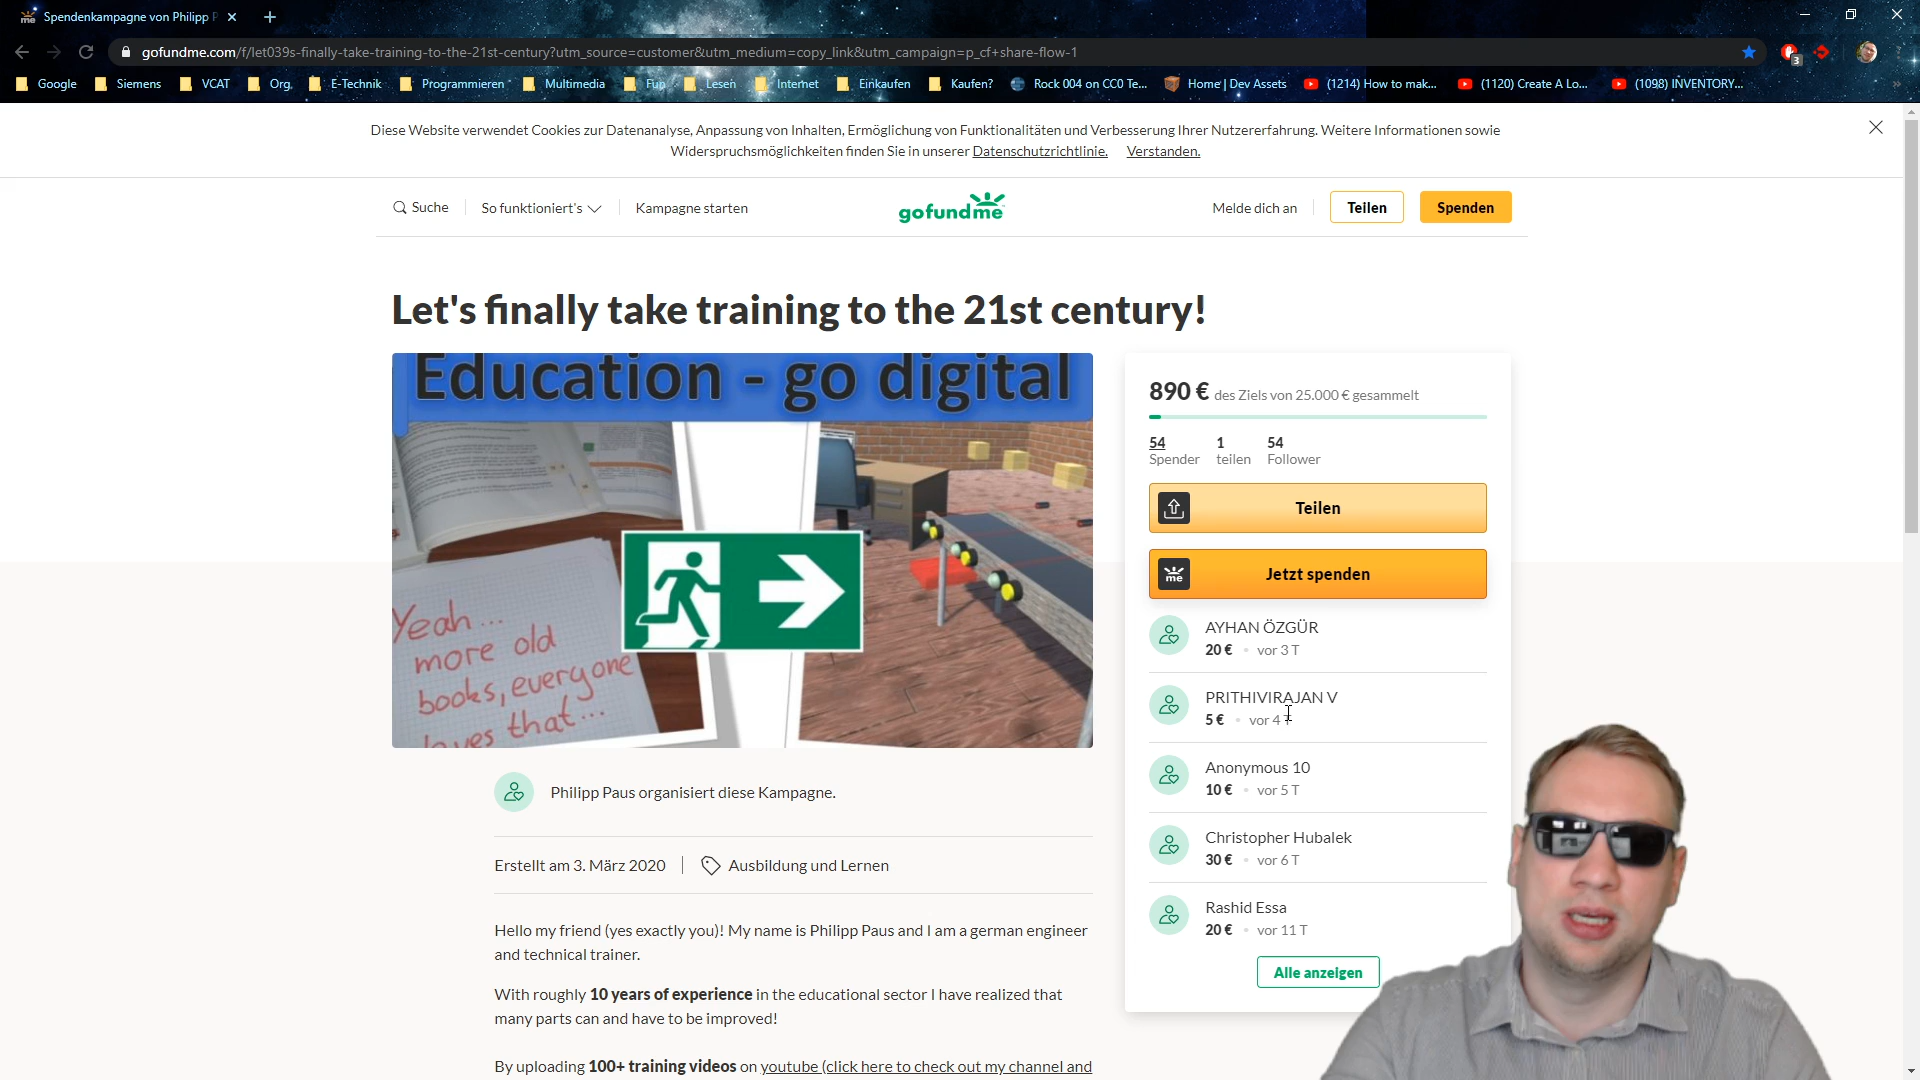 Spendenkampagne von Philipp P
gofundme.com/f/let039s-finally-take-training-to-the-21st-century?utm_source=customer&utm_medium=copy_link&utm_campaign=p_cf+share-flow-1
3
Google Siemens VCAT Org. E-Technik Programmieren Multimedia Fun Lesen Internet Einkaufen Kaufen? Rock 004 on CC0 Te... Home | Dev Assets (1214) How to mak... (1120) Create A Lo... (1098) INVENTORY...
Diese Website verwendet Cookies zur Datenanalyse, Anpassung von Inhalten, Ermöglichung von Funktionalitäten und Verbesserung Ihrer Nutzererfahrung. Weitere Informationen sowie
Widerspruchsmöglichkeiten finden Sie in unserer Datenschutzrichtlinie. Verstanden.
Suche So funktioniert's Kampagne starten gofundme Melde dich an Teilen Spenden
Let's finally take training to the 21st century!
Education - go digital
Yeah...
more old
books, everyone
loves that...
890 € des Ziels von 25.000 € gesammelt
54 1 54
Spender teilen Follower
Teilen
me Jetzt spenden
AYHAN ÖZGÜR
20 € • vor 3 T
PRITHIVIRAJAN V
5 € • vor 4 T
Anonymous 10
10 € • vor 5 T
Christopher Hubalek
30 € • vor 6 T
Rashid Essa
20 € • vor 11 T
Alle anzeigen
Philipp Paus organisiert diese Kampagne.
Erstellt am 3. März 2020 Ausbildung und Lernen
Hello my friend (yes exactly you)! My name is Philipp Paus and I am a german engineer
and technical trainer.
With roughly 10 years of experience in the educational sector I have realized that
many parts can and have to be improved!
By uploading 100+ training videos on youtube (click here to check out my channel and